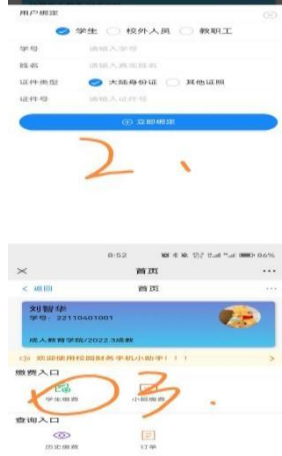 用户绑定
学生 校外人员 教职工
学号 请输入学号
姓名 请输入真实姓名
证件类型 大陆身份证 其他证照
证件号 请输入证件号
立即绑定
2、
0:52
首页
< 返回 首页
刘智华
学号: 22110401001
成人教育学院/2022.3成教
欢迎使用校园财务手机小助手！！！
缴费入口
3.
学生缴费
查询入口
历史缴费 订单